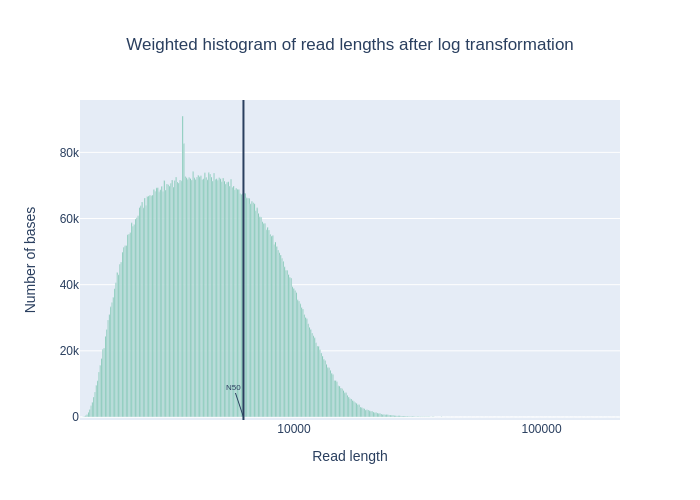 Weighted histogram of read lengths after log transformation
Number of bases
80k
60k
40k
20k
0
N50
10000
100000
Read length